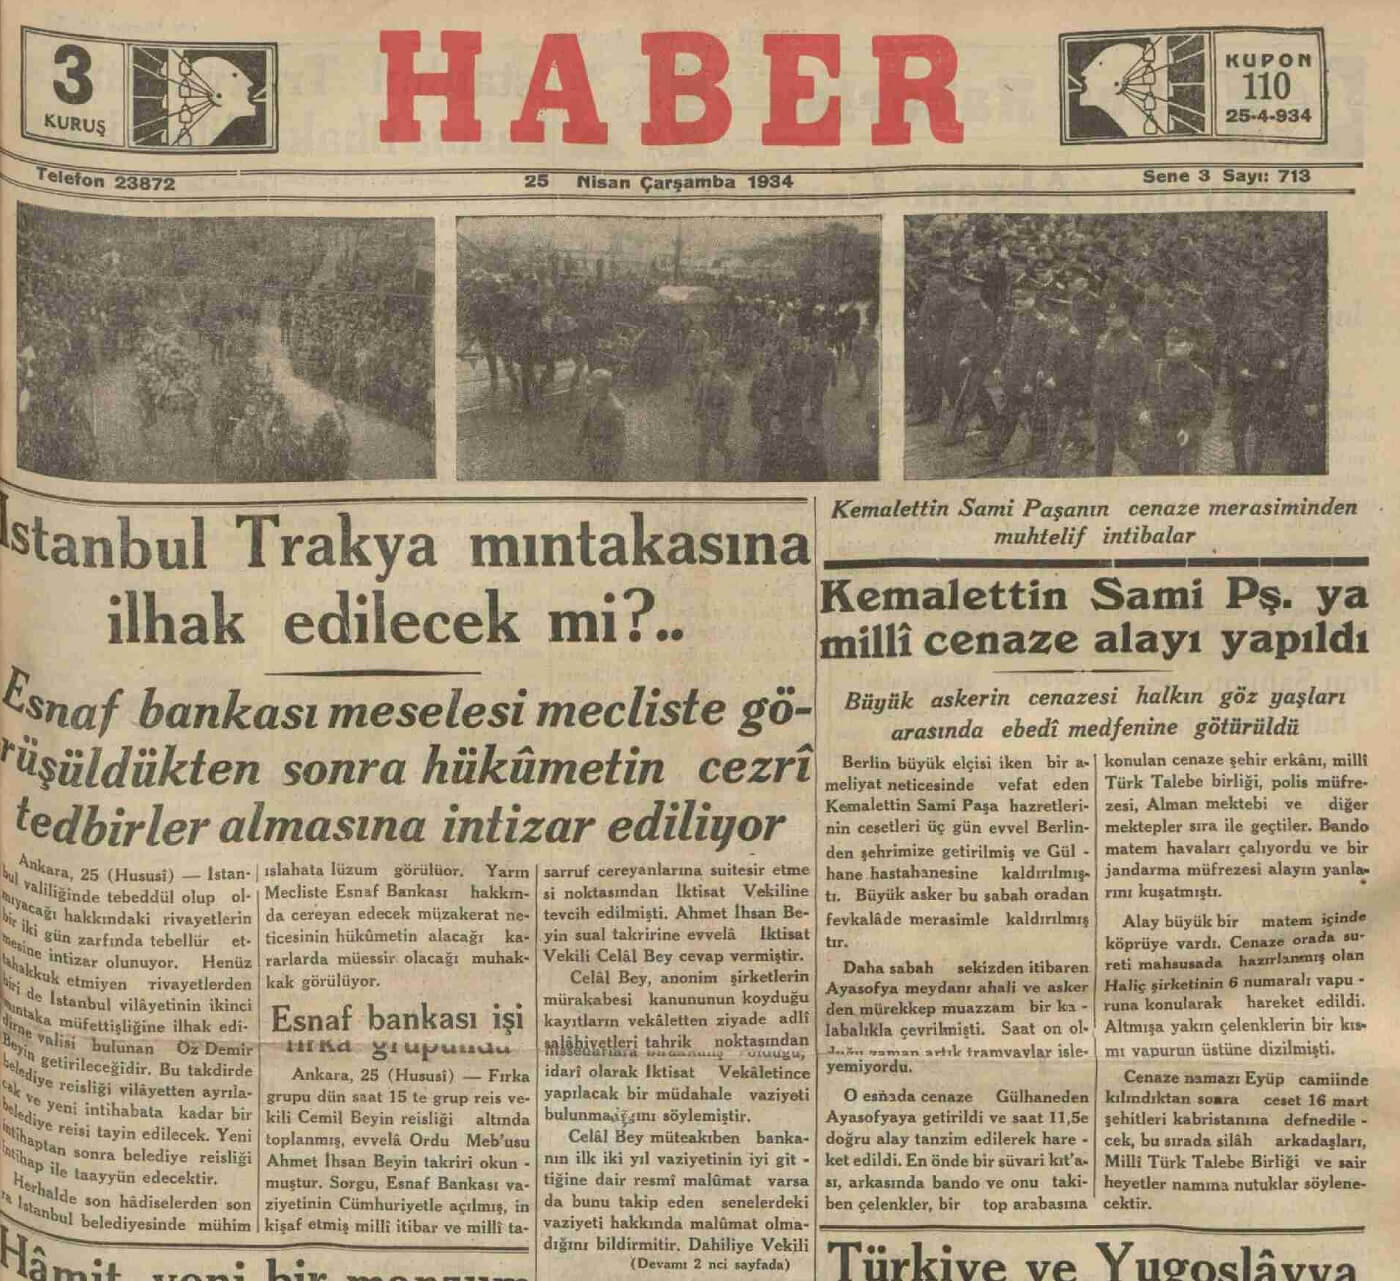 3
KURUŞ
HABER
KUPON
110
25-4-934
Telefon 23872
25 Nisan Çarşamba 1934
Sene 3 Sayı: 713
Kemalettin Sami Paşanın cenaze merasiminden
muhtelif intibalar
İstanbul Trakya mıntakasına
ilhak edilecek mi?..
Esnaf bankası meselesi mecliste gö-
rüşüldükten sonra hükûmetin cezrî
tedbirler almasına intizar ediliyor
Ankara, 25 (Hususî) — İstan-
bul valiliğinde tebeddül olup ol-
mıyacağı hakkındaki rivayetlerin
bir iki gün zarfında tebellür et-
mesine intizar olunuyor. Henüz
tahakkuk etmiyen rivayetlerden
biri de İstanbul vilâyetinin ikinci
mıntaka müfettişliğine ilhak edi-
valisi bulunan Öz Demir
Beyin getirileceğidir. Bu takdirde
belediye reisliği vilâyetten ayrıla-
cak ve yeni intihabata kadar bir
belediye reisi tayin edilecek. Yeni
intihaptan sonra belediye reisliği
intihap ile taayyün edecektir.
Herhalde son hâdiselerden son
ra İstanbul belediyesinde mühim
ıslahata lüzum görülüor. Yarın
Mecliste Esnaf Bankası hakkın-
da cereyan edecek müzakerat ne-
ticesinin hükûmetin alacağı ka-
rarlarda müessir olacağı muhak-
kak görülüyor.
Esnaf bankası işi
fırka grupunda
Ankara, 25 (Hususî) — Fırka
grupu dün saat 15 te grup reis ve-
kili Cemil Beyin reisliği altında
toplanmış, evvelâ Ordu Meb'usu
Ahmet İhsan Beyin takriri okun -
muştur. Sorgu, Esnaf Bankası va-
ziyetinin Cümhuriyetle açılmış, in
kişaf etmiş millî itibar ve millî ta-
sarruf cereyanlarına suitesir etme
si noktasından İktisat Vekiline
tevcih edilmişti. Ahmet İhsan Be-
yin sual takririne evvelâ İktisat
Vekili Celâl Bey cevap vermiştir.
Celâl Bey, anonim şirketlerin
mürakabesi kanununun koyduğu
kayıtların vekâletten ziyade adlî
salâhiyetleri tahrik noktasından
idarî olarak İktisat Vekâletince
yapılacak bir müdahale vaziyeti
bulunmadığını söylemiştir.
Celâl Bey müteakıben banka-
nın ilk iki yıl vaziyetinin iyi git -
tiğine dair resmî malûmat varsa
da bunu takip eden senelerdeki
vaziyeti hakkında malûmat olma-
dığını bildirmitir. Dahiliye Vekili
(Devamı 2 nci sayfada)
Kemalettin Sami Pş. ya
millî cenaze alayı yapıldı
Büyük askerin cenazesi halkın göz yaşları
arasında ebedî medfenine götürüldü
Berlin büyük elçisi iken bir a-
meliyat neticesinde vefat eden
Kemalettin Sami Paşa hazretleri-
nin cesetleri üç gün evvel Berlin-
den şehrimize getirilmiş ve Gül -
hane hastahanesine kaldırılmış-
tı. Büyük asker bu sabah oradan
fevkalâde merasimle kaldırılmış
tır.
Daha sabah sekizden itibaren
Ayasofya meydanı ahali ve asker
den mürekkep muazzam bir ka -
labalıkla çevrilmişti. Saat on ol-
duğu zaman artık tramvaylar işle-
yemiyordu.
O esnada cenaze Gülhaneden
Ayasofyaya getirildi ve saat 11,5e
doğru alay tanzim edilerek hare -
ket edildi. En önde bir süvari kıt'a-
sı, arkasında bando ve onu taki-
ben çelenkler, bir top arabasına
konulan cenaze şehir erkânı, millî
Türk Talebe birliği, polis müfre-
zesi, Alman mektebi ve diğer
mektepler sıra ile geçtiler. Bando
matem havaları çalıyordu ve bir
jandarma müfrezesi alayın yanla-
rını kuşatmıştı.
Alay büyük bir matem içinde
köprüye vardı. Cenaze orada su-
reti mahsusada hazırlanmış olan
Haliç şirketinin 6 numaralı vapu -
runa konularak hareket edildi.
Altmışa yakın çelenklerin bir kıs-
mı vapurun üstüne dizilmişti.
Cenaze namazı Eyüp camiinde
kılındıktan sonra ceset 16 mart
şehitleri kabristanına defnedile -
cek, bu sırada silâh arkadaşları,
Millî Türk Talebe Birliği ve sair
heyetler namına nutuklar söylene-
cektir.
Hâmit yeni bir manzum
Türkiye ve Yugoslâvya